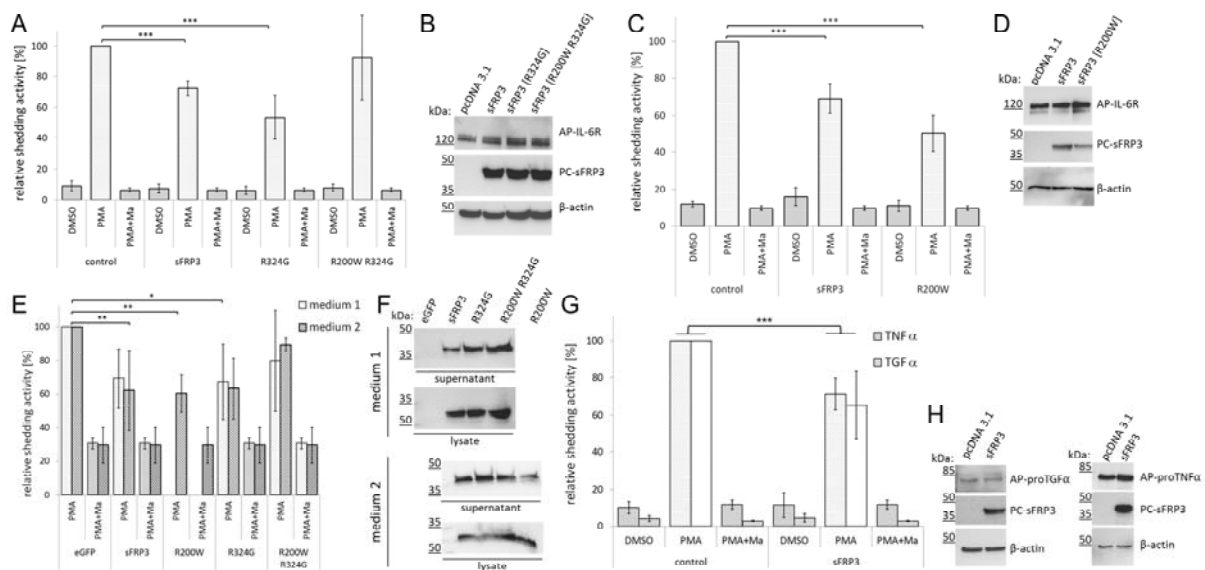 A
relative shedding activity [%]
120
100
80
60
40
20
0
***
***
DMSO PMA PMA+Ma DMSO PMA PMA+Ma DMSO PMA PMA+Ma DMSO PMA PMA+Ma
control sFRP3 R324G R200W R324G
B
pcDNA 3.1
sFRP3
sFRP3 [R324G]
sFRP3 [R200W R324G]
kDa:
120
AP-IL-6R
50
35
PC-sFRP3
50
β-actin
C
relative shedding activity [%]
100
80
60
40
20
0
***
***
DMSO PMA PMA+Ma DMSO PMA PMA+Ma DMSO PMA PMA+Ma
control sFRP3 R200W
D
pcDNA 3.1
sFRP3
sFRP3 [R200W]
kDa:
120
AP-IL-6R
50
35
PC-sFRP3
50
β-actin
E
relative shedding activity [%]
100
80
60
40
20
0
*
**
**
medium 1
medium 2
PMA PMA+Ma PMA PMA+Ma PMA PMA+Ma PMA PMA+Ma PMA PMA+Ma
eGFP sFRP3 R200W R324G R200W
R324G
F
eGFP
sFRP3
R324G
R200W R324G
R200W
kDa:
medium 1
50
35
supernatant
50
lysate
medium 2
50
35
supernatant
50
lysate
G
relative shedding activity [%]
100
80
60
40
20
0
***
TNFα
TGFα
DMSO PMA PMA+Ma DMSO PMA PMA+Ma
control sFRP3
H
pcDNA 3.1
sFRP3
kDa:
85
AP-proTGFα
50
35
PC-sFRP3
50
β-actin
pcDNA 3.1
sFRP3
kDa:
85
AP-proTNFα
50
35
PC-sFRP3
50
β-actin